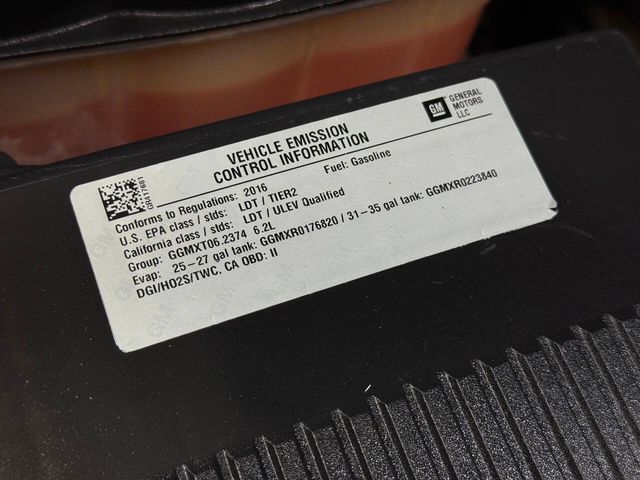 GM GENERAL
MOTORS
LLC
VEHICLE EMISSION
CONTROL INFORMATION
GR417681
Conforms to Regulations: 2016 Fuel: Gasoline
U.S. EPA class / stds: LDT / TIER2
California class / stds: LDT / ULEV Qualified
Group: GGMXT06.2374 6.2L
Evap: 25-27 gal tank: GGMXR0176820 / 31-35 gal tank: GGMXR0223840
DGI/HO2S/TWC, CA OBD: II